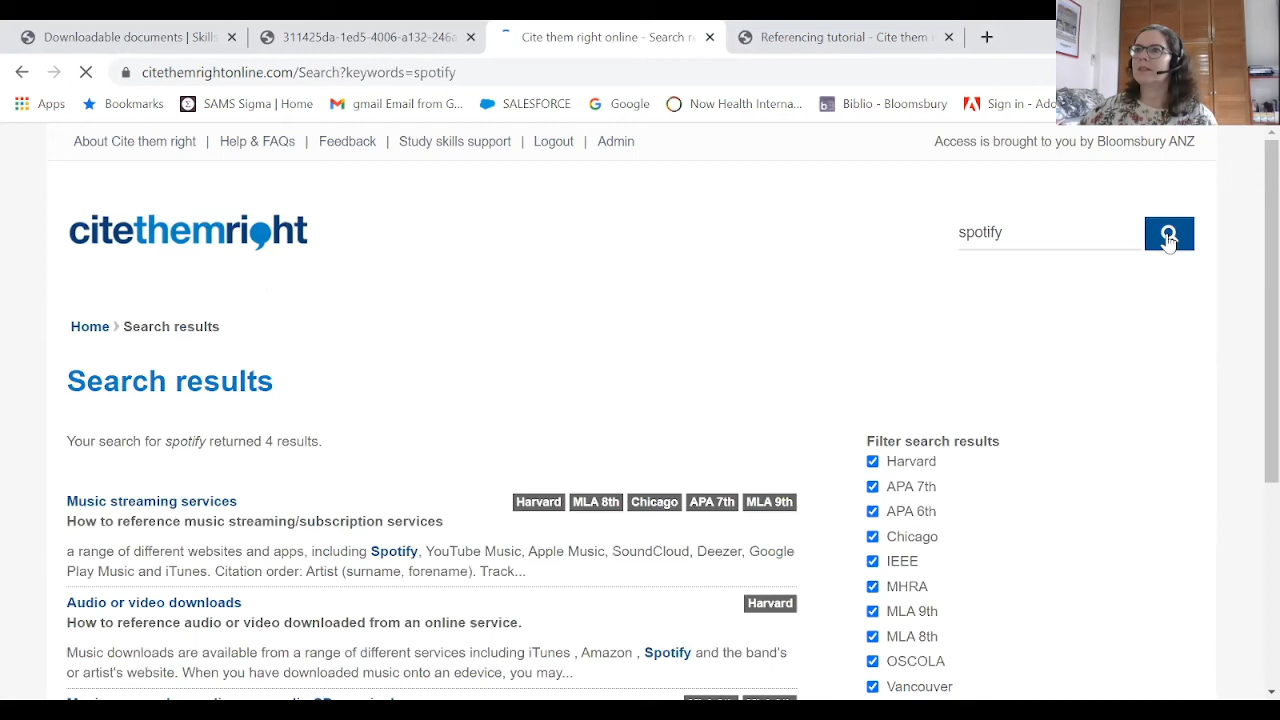 Downloadable documents | Skills
311425da-1ed5-4006-a132-246a
Cite them right online - Search r
Referencing tutorial - Cite them
citethemrightonline.com/Search?keywords=spotify
Apps
Bookmarks
SAMS Sigma | Home
gmail Email from G...
SALESFORCE
Google
Now Health Interna...
Biblio - Bloomsbury
Sign in - Ado
About Cite them right | Help & FAQs | Feedback | Study skills support | Logout | Admin
Access is brought to you by Bloomsbury ANZ
citethemright
spotify
Home > Search results
Search results
Your search for spotify returned 4 results.
Music streaming services
Harvard MLA 8th Chicago APA 7th MLA 9th
How to reference music streaming/subscription services
a range of different websites and apps, including Spotify, YouTube Music, Apple Music, SoundCloud, Deezer, Google
Play Music and iTunes. Citation order: Artist (surname, forename). Track...
Audio or video downloads
Harvard
How to reference audio or video downloaded from an online service.
Music downloads are available from a range of different services including iTunes , Amazon , Spotify and the band's
or artist's website. When you have downloaded music onto an edevice, you may...
Filter search results
Harvard
APA 7th
APA 6th
Chicago
IEEE
MHRA
MLA 9th
MLA 8th
OSCOLA
Vancouver